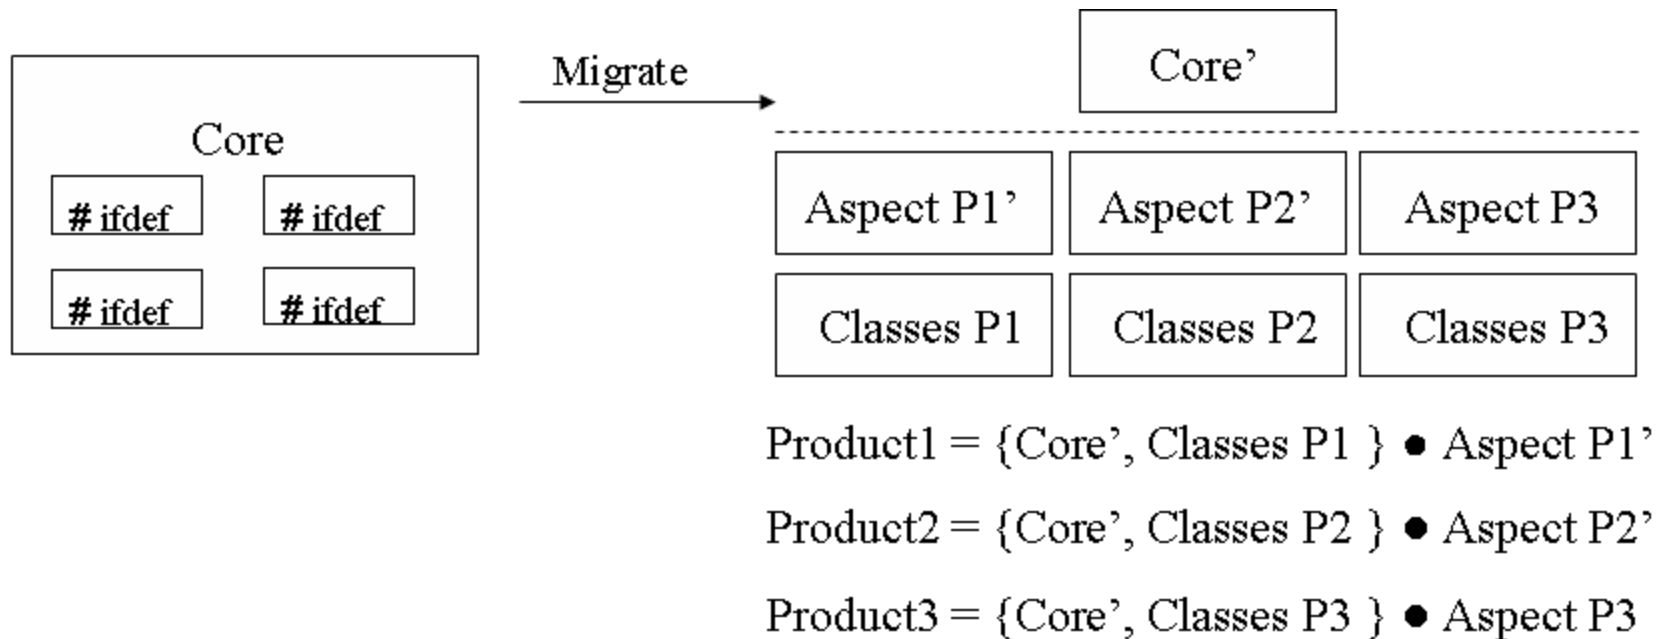 Core
# ifdef
# ifdef
# ifdef
# ifdef
Migrate
Core’
Aspect P1’
Aspect P2’
Aspect P3
Classes P1
Classes P2
Classes P3
Product1 = {Core’, Classes P1 } ● Aspect P1’
Product2 = {Core’, Classes P2 } ● Aspect P2’
Product3 = {Core’, Classes P3 } ● Aspect P3